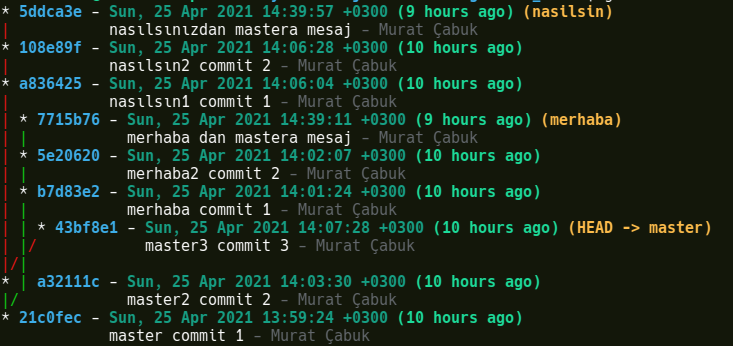 * 5ddca3e - Sun, 25 Apr 2021 14:39:57 +0300 (9 hours ago) (nasilsin)
| nasılsınızdan mastera mesaj - Murat Çabuk
* 108e89f - Sun, 25 Apr 2021 14:06:28 +0300 (10 hours ago)
| nasılsın2 commit 2 - Murat Çabuk
* a836425 - Sun, 25 Apr 2021 14:06:04 +0300 (10 hours ago)
| nasılsın1 commit 1 - Murat Çabuk
| * 7715b76 - Sun, 25 Apr 2021 14:39:11 +0300 (9 hours ago) (merhaba)
| | merhaba dan mastera mesaj - Murat Çabuk
| * 5e20620 - Sun, 25 Apr 2021 14:02:07 +0300 (10 hours ago)
| | merhaba2 commit 2 - Murat Çabuk
| * b7d83e2 - Sun, 25 Apr 2021 14:01:24 +0300 (10 hours ago)
| | merhaba commit 1 - Murat Çabuk
| | * 43bf8e1 - Sun, 25 Apr 2021 14:07:28 +0300 (10 hours ago) (HEAD -> master)
| |/ master3 commit 3 - Murat Çabuk
|/|
* | a32111c - Sun, 25 Apr 2021 14:03:30 +0300 (10 hours ago)
|/ master2 commit 2 - Murat Çabuk
* 21c0fec - Sun, 25 Apr 2021 13:59:24 +0300 (10 hours ago)
master commit 1 - Murat Çabuk